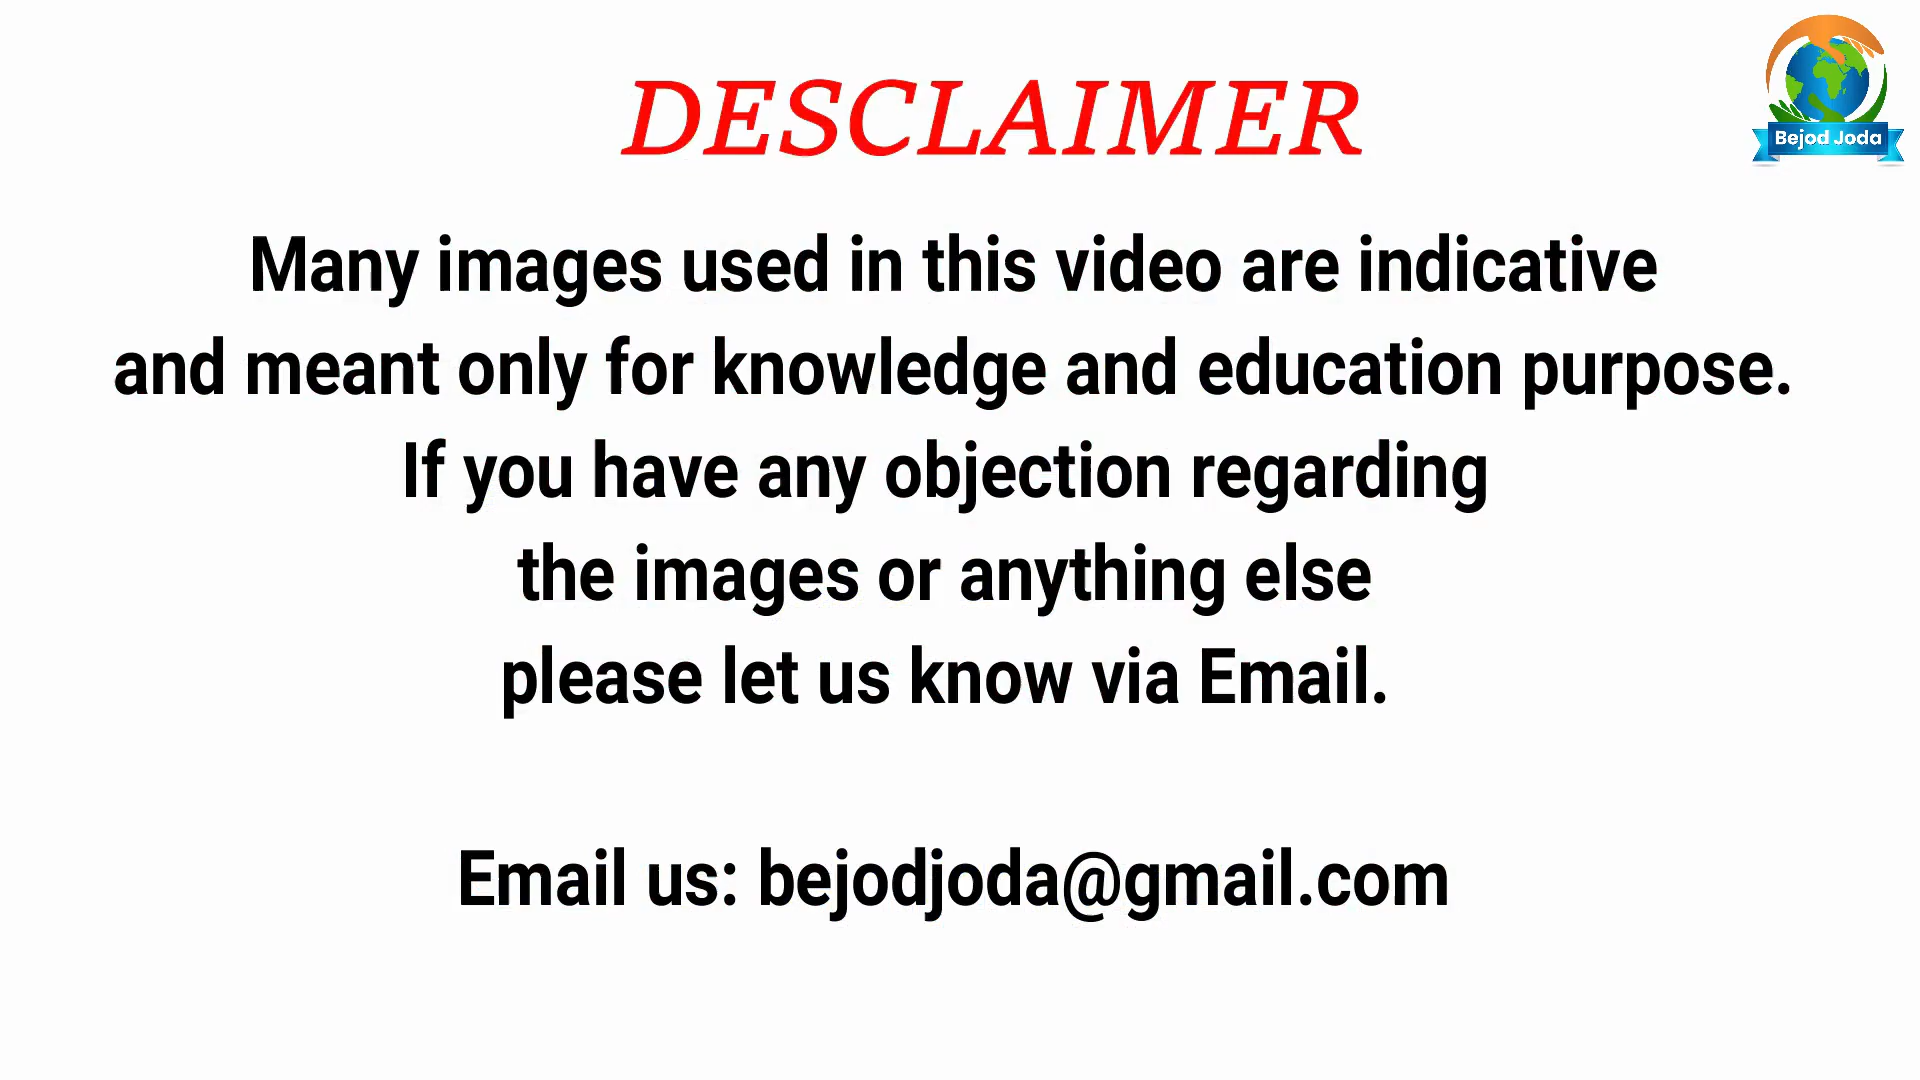 DESCLAIMER
Bejod Joda
Many images used in this video are indicative
and meant only for knowledge and education purpose.
If you have any objection regarding
the images or anything else
please let us know via Email.
Email us: bejodjoda@gmail.com